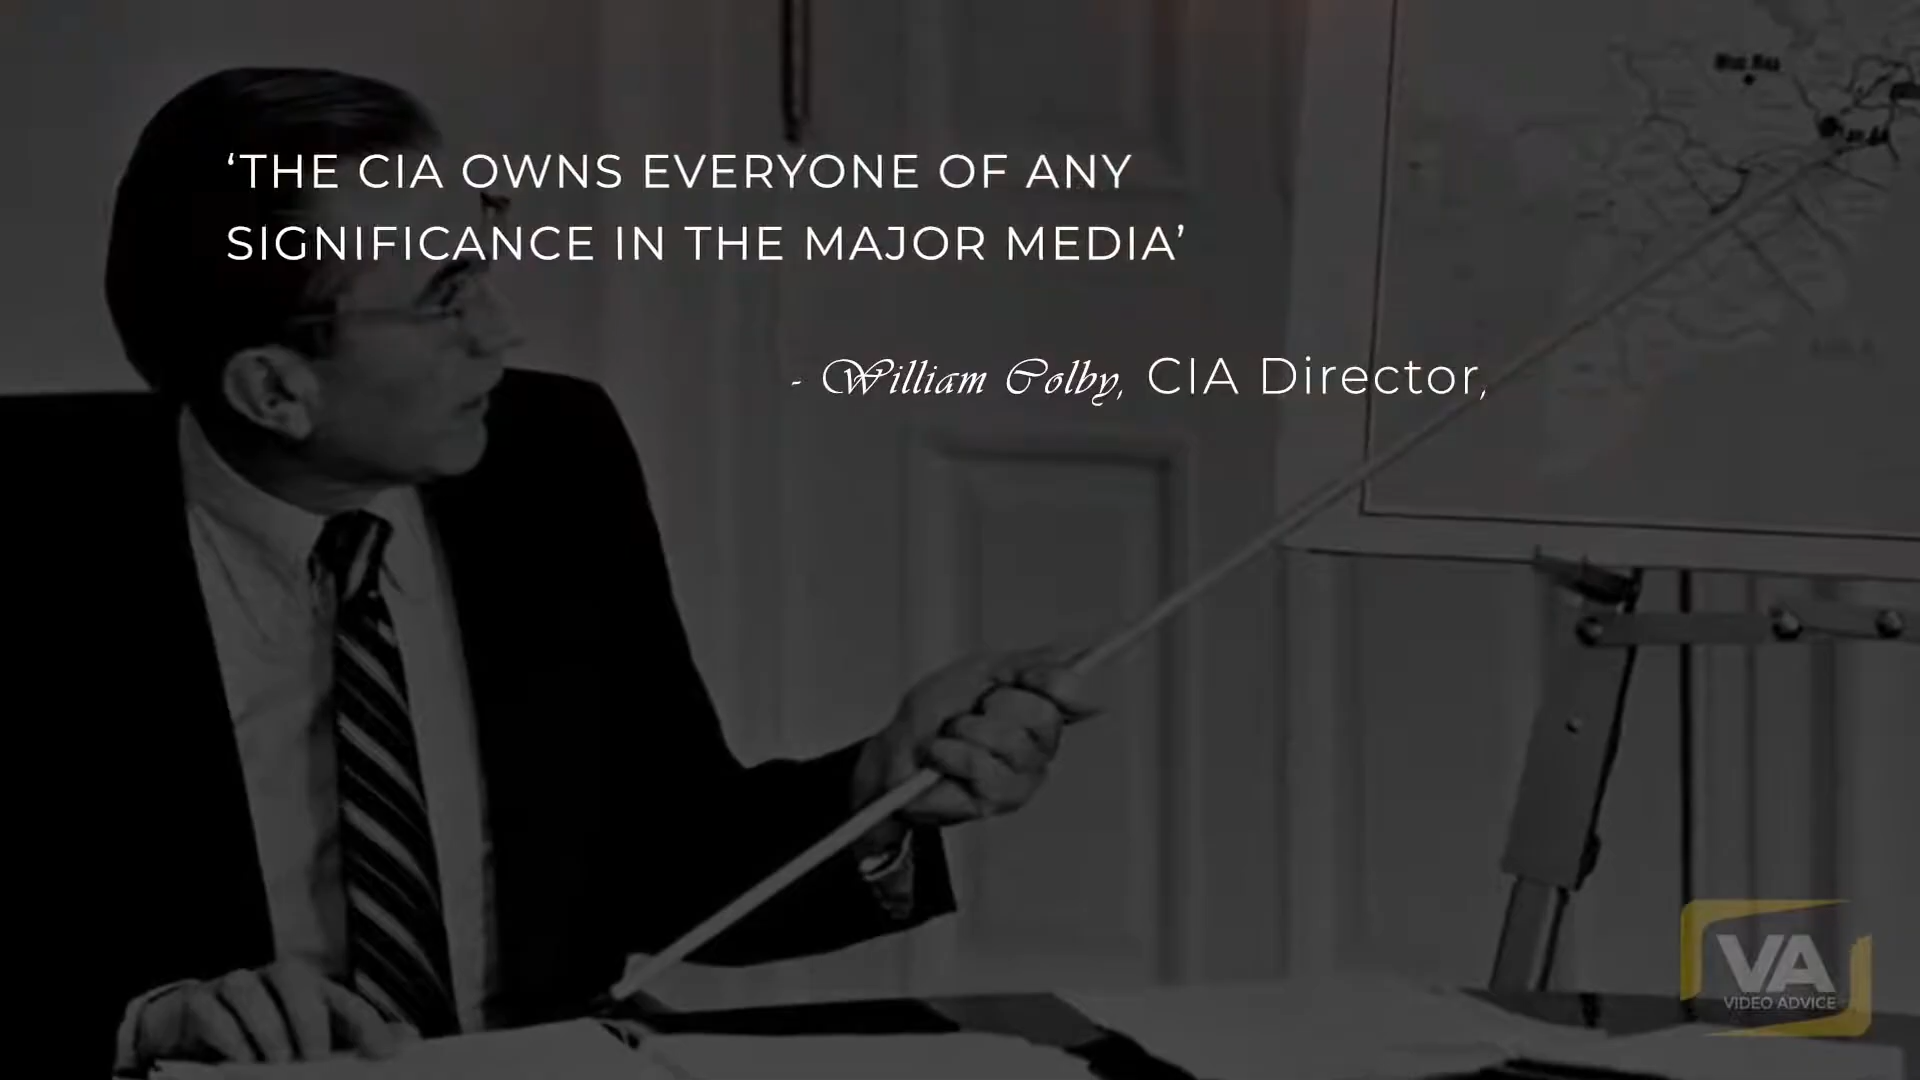 ‘THE CIA OWNS EVERYONE OF ANY
SIGNIFICANCE IN THE MAJOR MEDIA’
- William Colby, CIA Director,
VA
VIDEO ADVICE